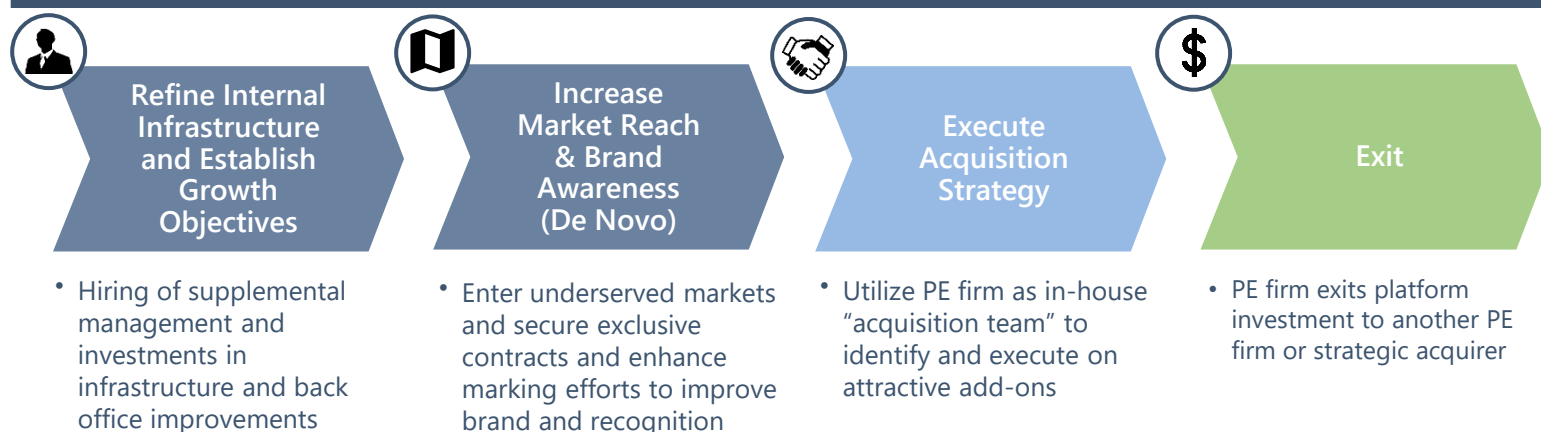 Refine Internal
Infrastructure
and Establish
Growth
Objectives
• Hiring of supplemental
management and
investments in
infrastructure and back
office improvements
Increase
Market Reach
& Brand
Awareness
(De Novo)
• Enter underserved markets
and secure exclusive
contracts and enhance
marking efforts to improve
brand and recognition
Execute
Acquisition
Strategy
• Utilize PE firm as in-house
“acquisition team” to
identify and execute on
attractive add-ons
$
Exit
• PE firm exits platform
investment to another PE
firm or strategic acquirer